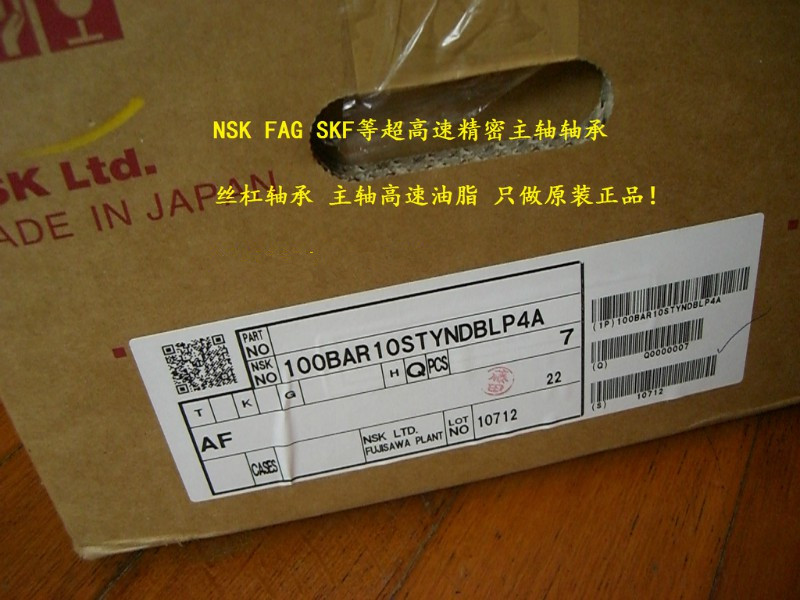 NSK FAG SKF等超高速精密主轴轴承
SK Ltd.
丝杠轴承 主轴高速油脂 只做原装正品!
ADE IN JAPAN
PART
NO
NSK
NO
100BAR10STYNDBLP4A
(1P)100BAR10STYNDBLP4A
T K G H Q PCS 7
(Q) Q0000007
22
AF
(S) 10712
CASES
NSK LTD.
FUJISAWA PLANT
LOT
NO
10712